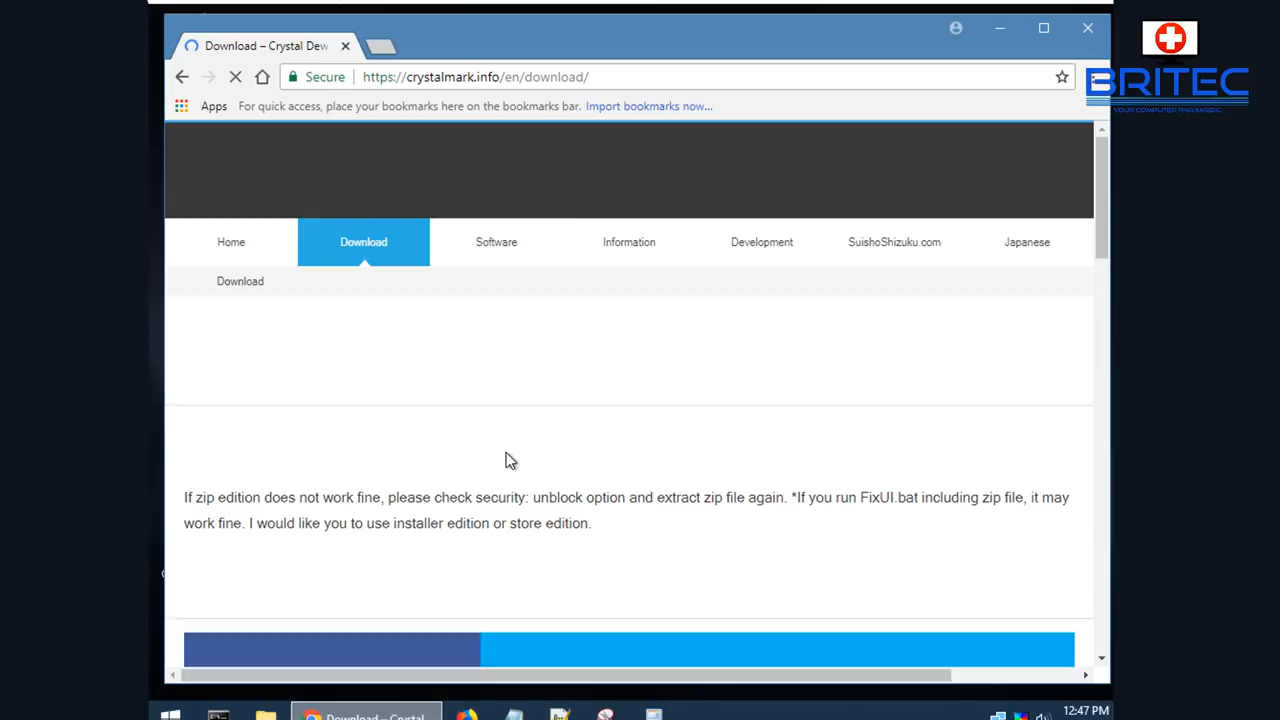 Download – Crystal Dew
Secure
https://crystalmark.info/en/download/
Apps For quick access, place your bookmarks here on the bookmarks bar. Import bookmarks now...
BRITEC
YOUR COMPUTER PARAMEDIC
Home Download Software Information Development SuishoShizuku.com Japanese
Download
If zip edition does not work fine, please check security: unblock option and extract zip file again. *If you run FixUI.bat including zip file, it may
work fine. I would like you to use installer edition or store edition.
Download – Crystal
12:47 PM